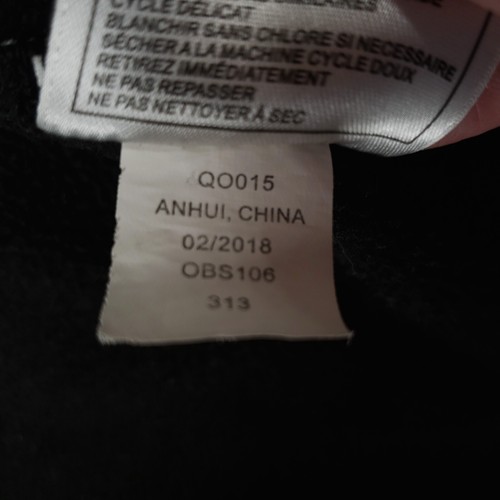 CYCLE DÉLICAT
BLANCHIR SANS CHLORE SI NECESSAIRE
SÉCHER A LA MACHINE CYCLE DOUX
RETIREZ IMMÉDIATEMENT
NE PAS REPASSER
NE PAS NETTOYER À SEC
QO015
ANHUI, CHINA
02/2018
OBS106
313